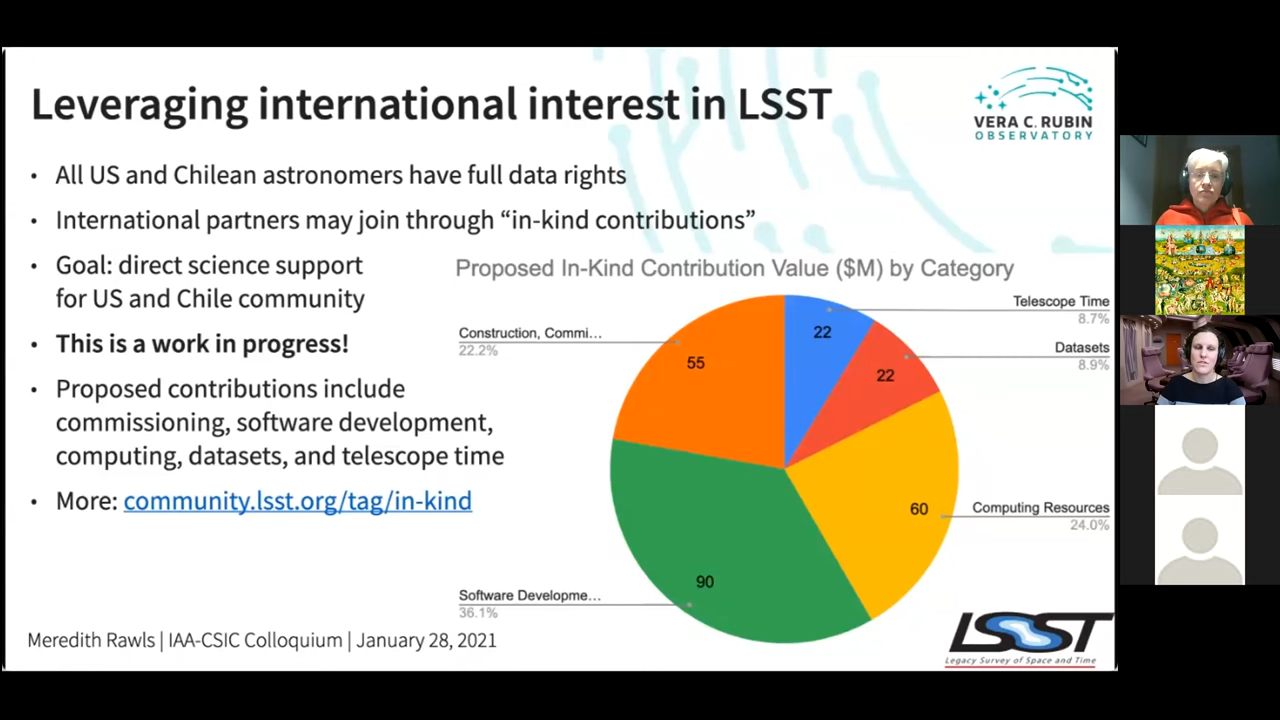 Leveraging international interest in LSST
VERA C. RUBIN
OBSERVATORY
• All US and Chilean astronomers have full data rights
• International partners may join through “in-kind contributions”
• Goal: direct science support
for US and Chile community
• This is a work in progress!
• Proposed contributions include
commissioning, software development,
computing, datasets, and telescope time
• More: community.lsst.org/tag/in-kind
Proposed In-Kind Contribution Value ($M) by Category
Telescope Time
8.7%
22
Datasets
8.9%
22
Construction, Commi...
22.2%
55
Computing Resources
24.0%
60
Software Developme...
36.1%
90
Meredith Rawls | IAA-CSIC Colloquium | January 28, 2021
LSST
Legacy Survey of Space and Time